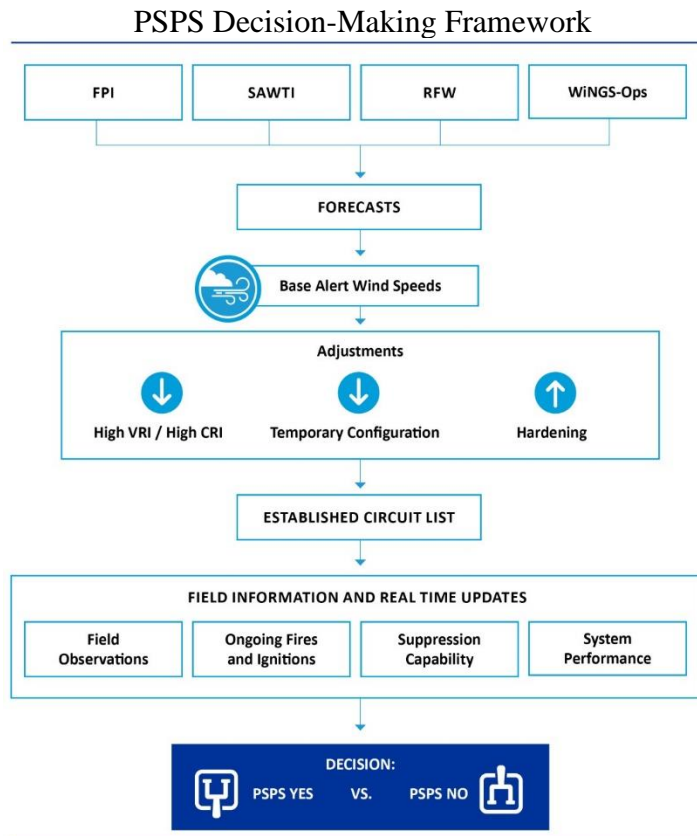 PSPS Decision-Making Framework
FPI
SAWTI
RFW
WiNGS-Ops
FORECASTS
Base Alert Wind Speeds
Adjustments
High VRI / High CRI
Temporary Configuration
Hardening
ESTABLISHED CIRCUIT LIST
FIELD INFORMATION AND REAL TIME UPDATES
Field
Observations
Ongoing Fires
and Ignitions
Suppression
Capability
System
Performance
DECISION:
PSPS YES VS. PSPS NO